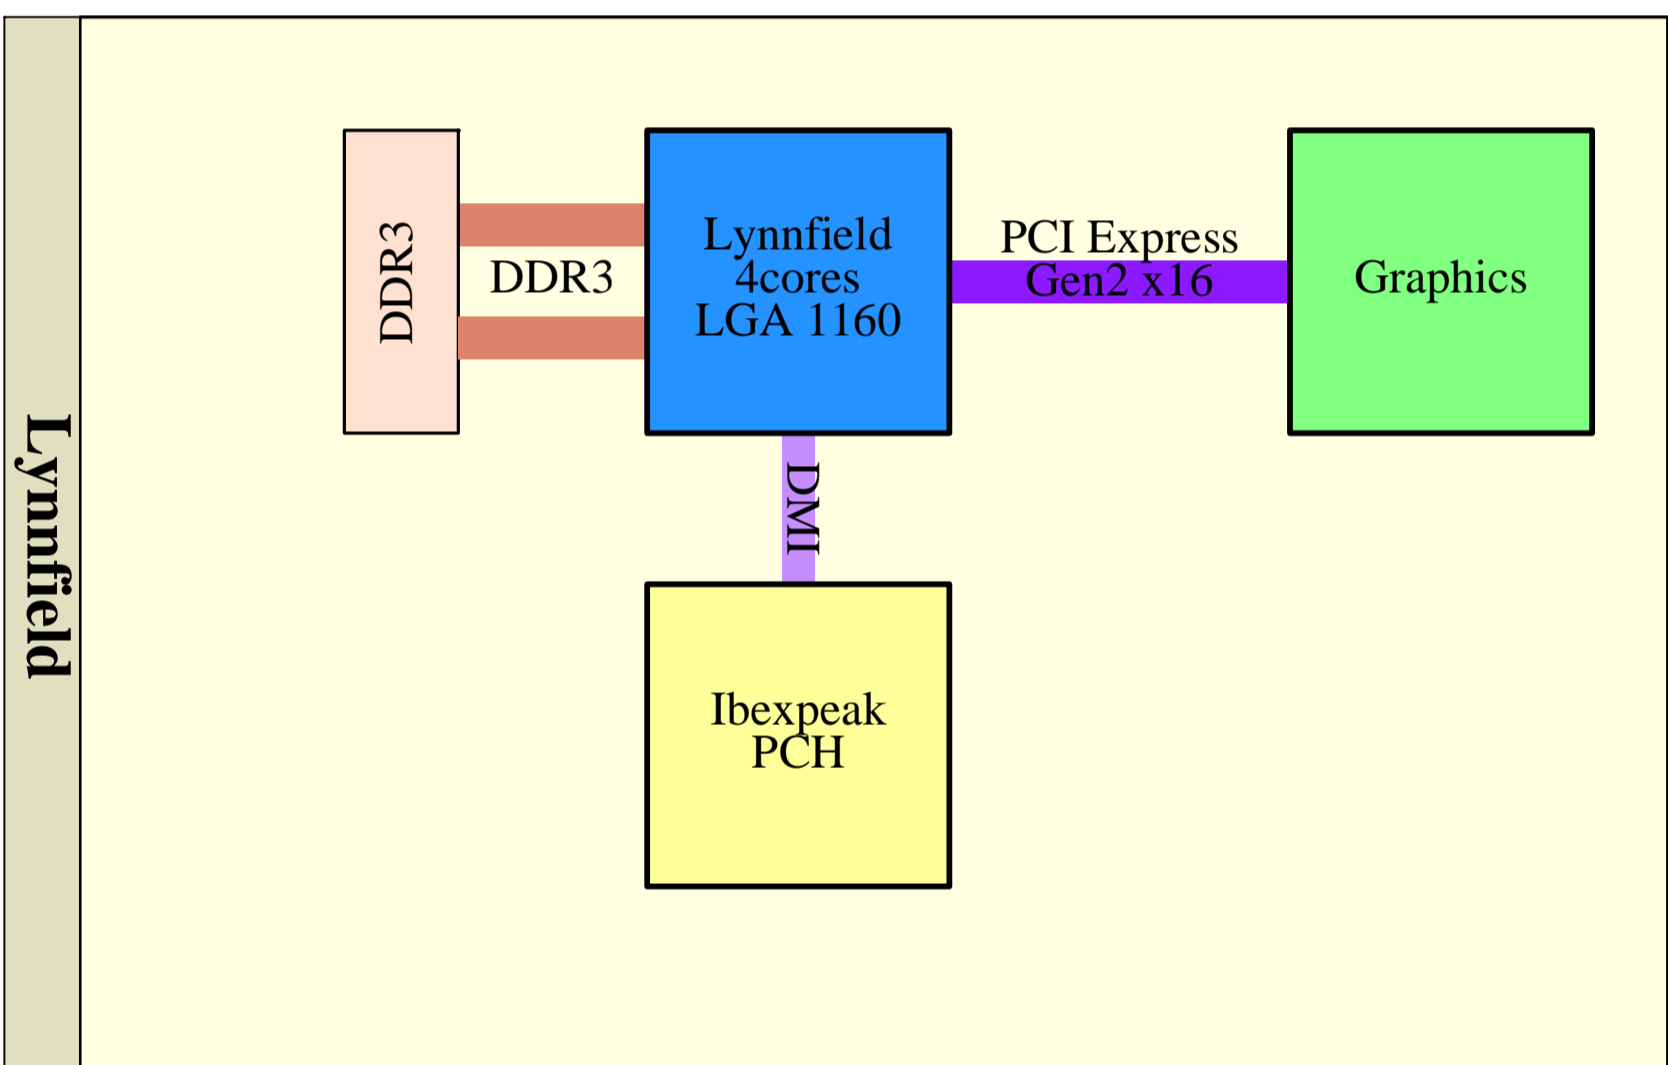 Lynnfield
DDR3
DDR3
Lynnfield
4cores
LGA 1160
PCI Express
Gen2 x16
Graphics
DMI
Ibexpeak
PCH